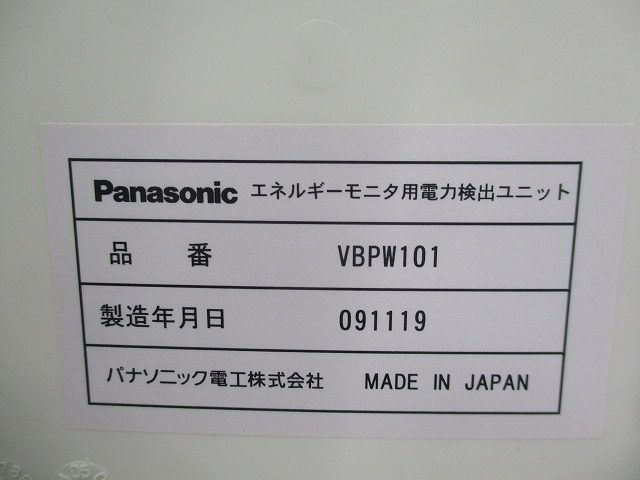 Panasonic エネルギーモニタ用電力検出ユニット
品 番 VBPW101
製造年月日 091119
パナソニック電工株式会社 MADE IN JAPAN